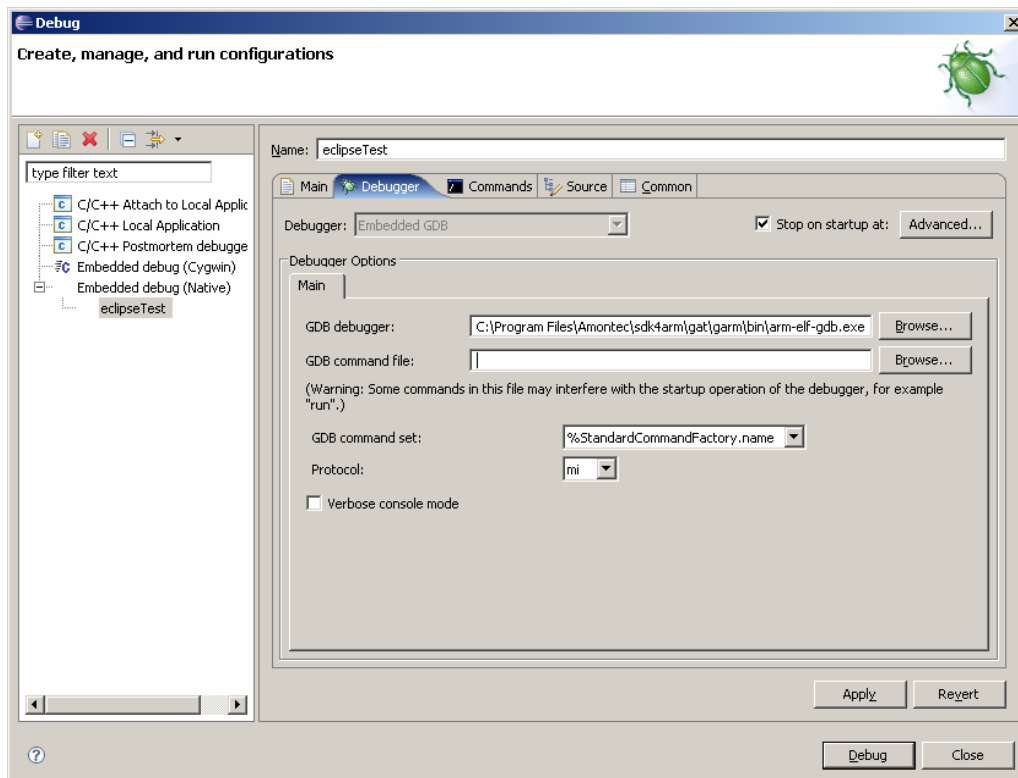 Debug
Create, manage, and run configurations
type filter text
C/C++ Attach to Local Applic
C/C++ Local Application
C/C++ Postmortem debugge
Embedded debug (Cygwin)
Embedded debug (Native)
eclipseTest
Name: eclipseTest
Main Debugger Commands Source Common
Debugger: Embedded GDB Stop on startup at: Advanced...
Debugger Options
Main
GDB debugger: C:\Program Files\Amontec\sdk4arm\gat\garm\bin\arm-elf-gdb.exe Browse...
GDB command file: Browse...
(Warning: Some commands in this file may interfere with the startup operation of the debugger, for example
"run".)
GDB command set: %StandardCommandFactory.name
Protocol: mi
Verbose console mode
Apply Revert
Debug Close